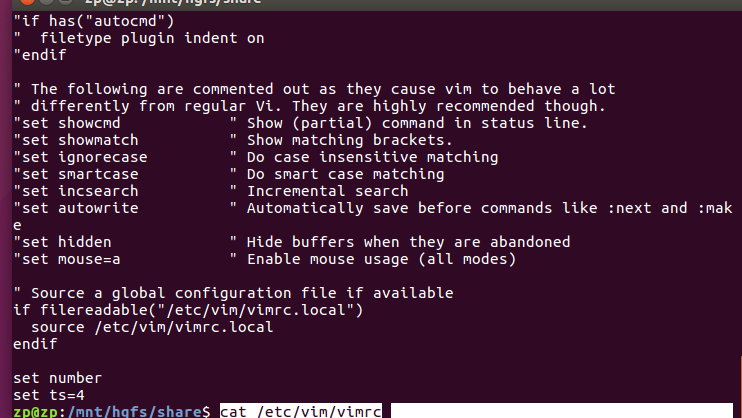 zp@zp: /mnt/hgfs/share
"if has("autocmd")
"  filetype plugin indent on
"endif
" The following are commented out as they cause vim to behave a lot
" differently from regular Vi. They are highly recommended though.
"set showcmd            " Show (partial) command in status line.
"set showmatch          " Show matching brackets.
"set ignorecase         " Do case insensitive matching
"set smartcase          " Do smart case matching
"set incsearch          " Incremental search
"set autowrite          " Automatically save before commands like :next and :mak
e
"set hidden             " Hide buffers when they are abandoned
"set mouse=a            " Enable mouse usage (all modes)
" Source a global configuration file if available
if filereadable("/etc/vim/vimrc.local")
  source /etc/vim/vimrc.local
endif
set number
set ts=4
zp@zp:/mnt/hgfs/share$ cat /etc/vim/vimrc